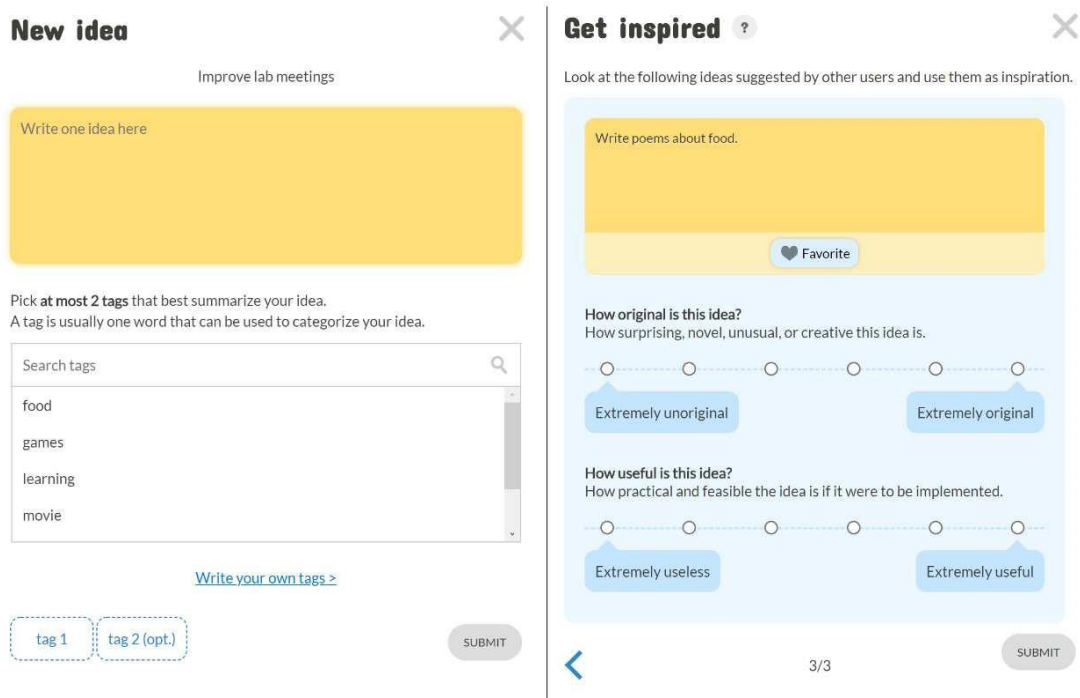 New idea
Improve lab meetings
Write one idea here
Pick at most 2 tags that best summarize your idea.
A tag is usually one word that can be used to categorize your idea.
Search tags
food
games
learning
movie
Write your own tags >
tag 1
tag 2 (opt.)
SUBMIT
Get inspired ?
Look at the following ideas suggested by other users and use them as inspiration.
Write poems about food.
Favorite
How original is this idea?
How surprising, novel, unusual, or creative this idea is.
Extremely unoriginal
Extremely original
How useful is this idea?
How practical and feasible the idea is if it were to be implemented.
Extremely useless
Extremely useful
3/3
SUBMIT